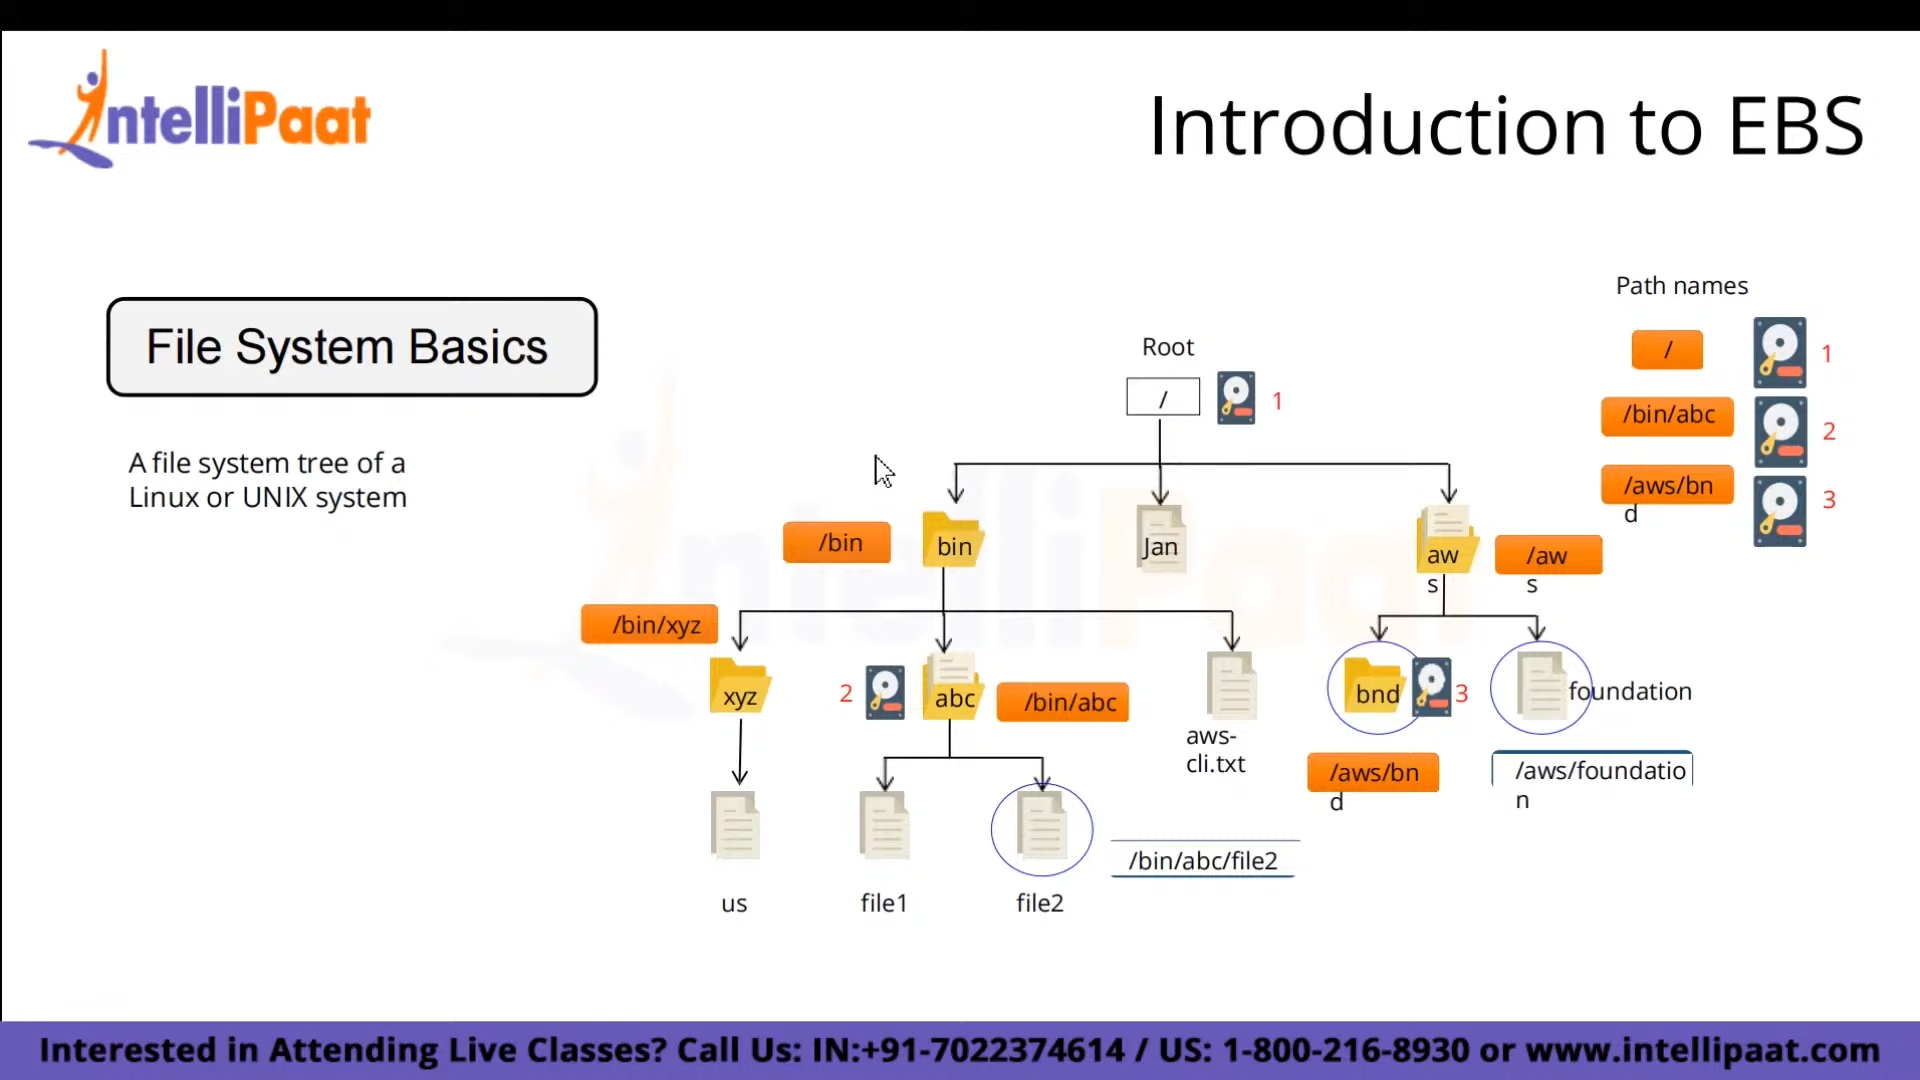 IntelliPaat
Introduction to EBS
File System Basics
A file system tree of a
Linux or UNIX system
Path names
/
1
/bin/abc
2
/aws/bn
d
3
Root
/
1
/bin
bin
Jan
aw
s
/aw
s
/bin/xyz
xyz
2
abc
/bin/abc
aws-
cli.txt
bnd
3
foundation
/aws/bn
d
/aws/foundatio
n
us
file1
file2
/bin/abc/file2
IntelliPaat
Interested in Attending Live Classes? Call Us: IN:+91-7022374614 / US: 1-800-216-8930 or www.intellipaat.com